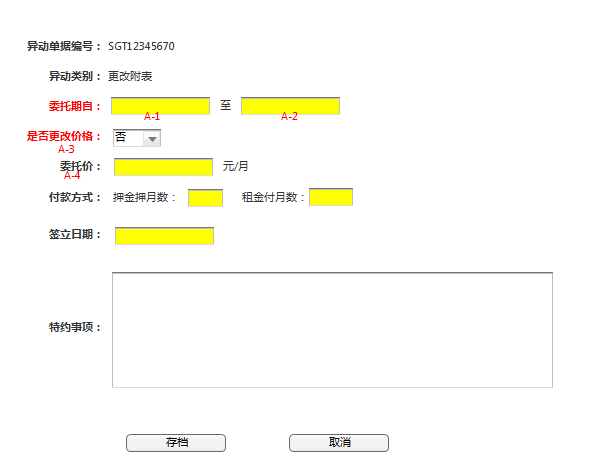 异动单据编号： SGT12345670
异动类别： 更改附表
委托期自： 至
A-1 A-2
是否更改价格： 否
A-3
委托价： 元/月
A-4
付款方式： 押金押月数： 租金付月数：
签立日期：
特约事项：
存档 取消